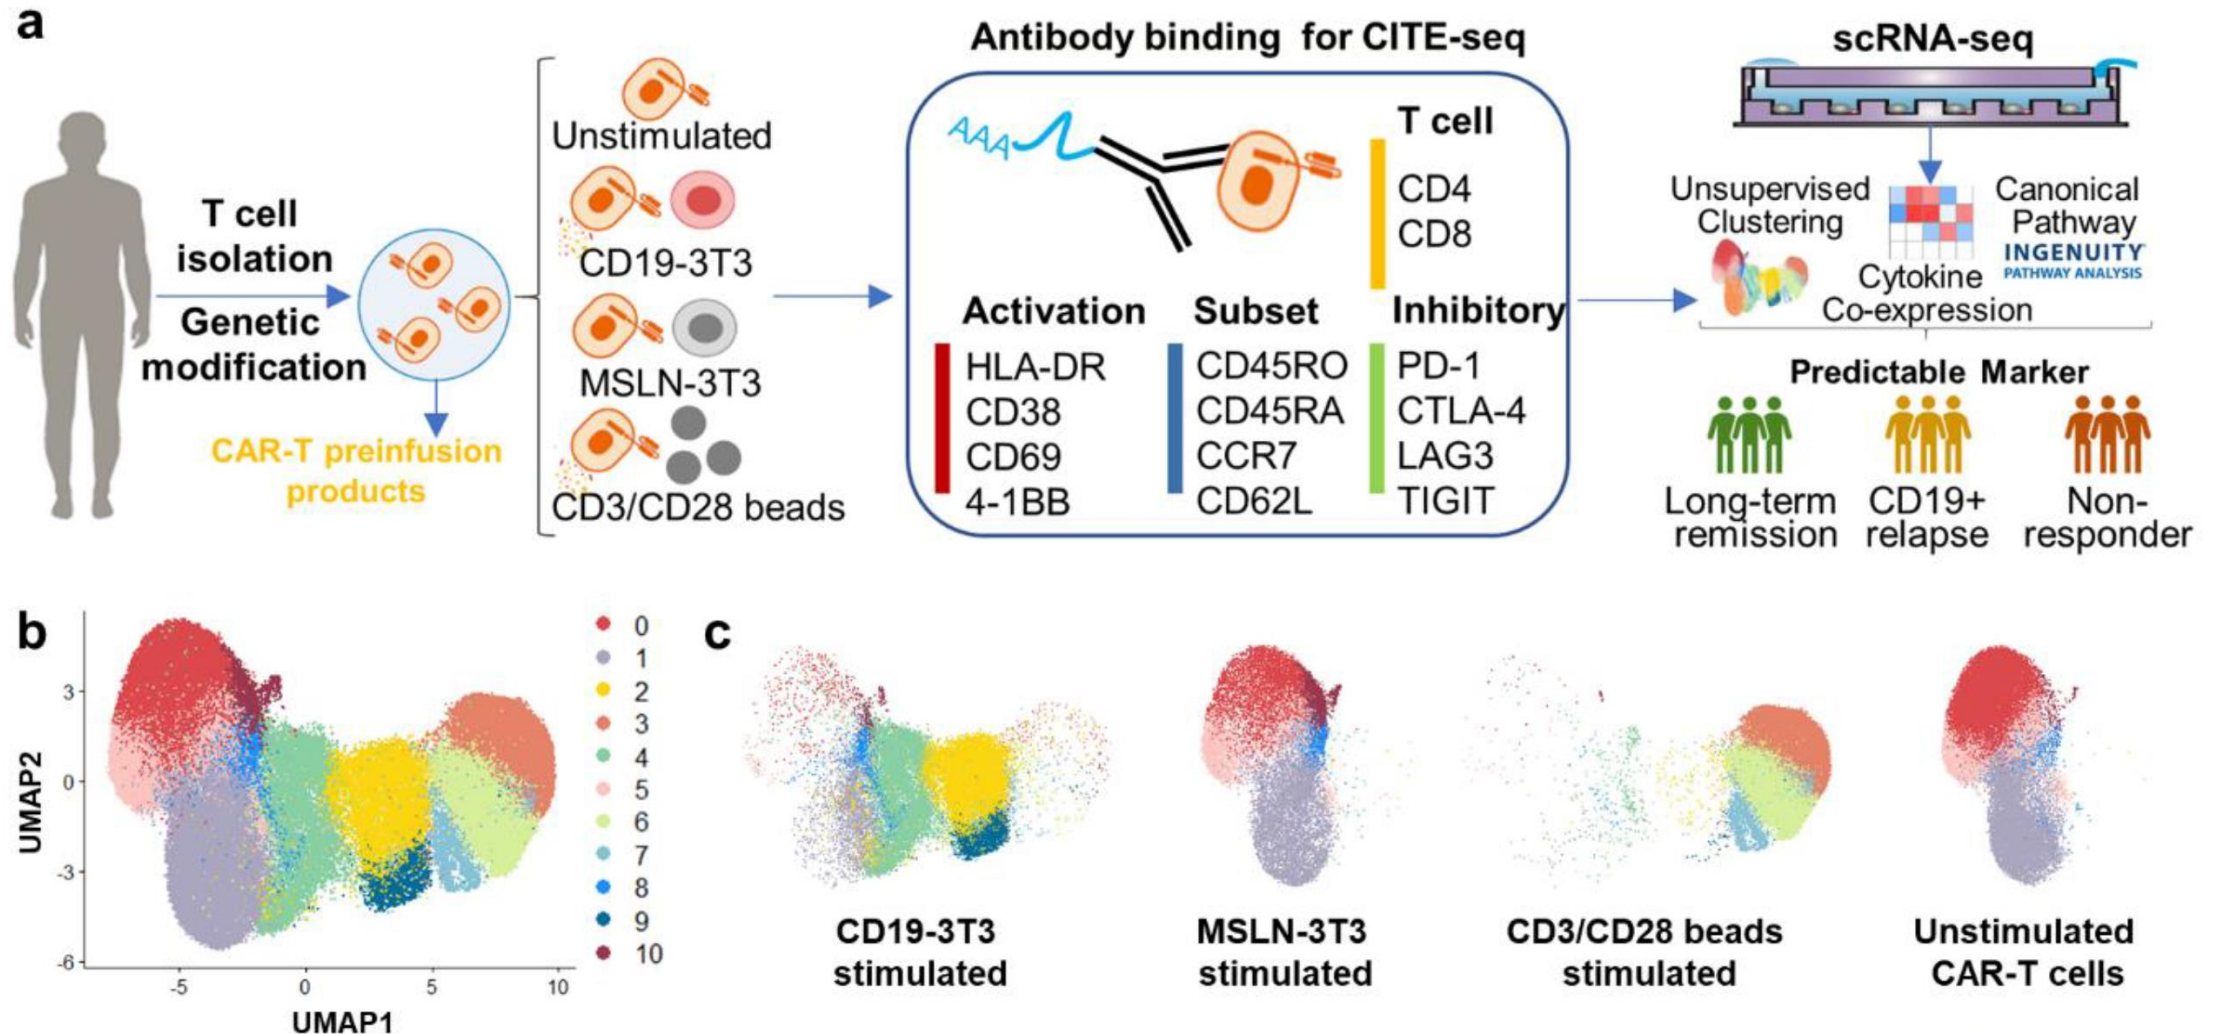 a
T cell
isolation
Genetic
modification
CAR-T preinfusion
products
Unstimulated
CD19-3T3
MSLN-3T3
CD3/CD28 beads
Antibody binding for CITE-seq
AAA
T cell
CD4
CD8
Activation
HLA-DR
CD38
CD69
4-1BB
Subset
CD45RO
CD45RA
CCR7
CD62L
Inhibitory
PD-1
CTLA-4
LAG3
TIGIT
scRNA-seq
Unsupervised
Clustering
Canonical
Pathway
INGENUITY
PATHWAY ANALYSIS
Cytokine
Co-expression
Predictable Marker
Long-term
remission
CD19+
relapse
Non-
responder
b
UMAP2
3
0
-3
-6
-5
0
5
10
UMAP1
0
1
2
3
4
5
6
7
8
9
10
c
CD19-3T3
stimulated
MSLN-3T3
stimulated
CD3/CD28 beads
stimulated
Unstimulated
CAR-T cells